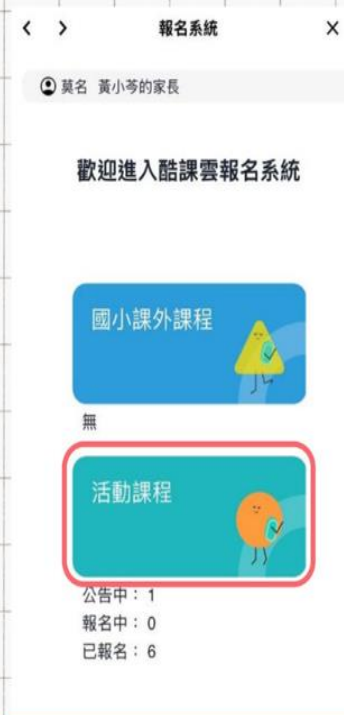 報名系統
莫名 黃小芩的家長
歡迎進入酷課雲報名系統
國小課外課程
無
活動課程
公告中：1
報名中：0
已報名：6